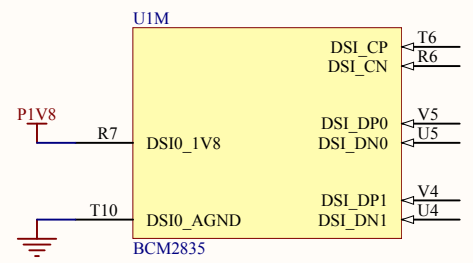 U1M
DSI_CP T6
DSI_CN R6
P1V8
DSI_DP0 V5
R7 DSI0_1V8 DSI_DN0 U5
DSI_DP1 V4
T10 DSI0_AGND DSI_DN1 U4
BCM2835